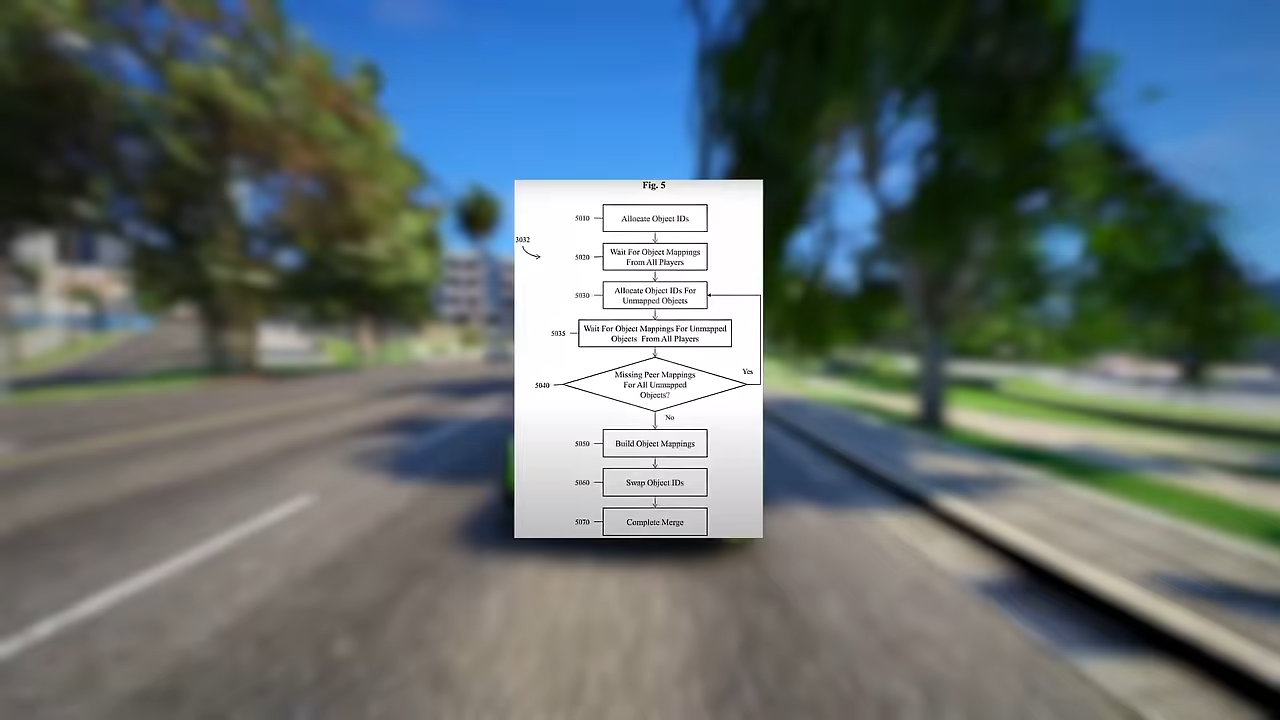 Fig. 5
5010
Allocate Object IDs
3032
5020
Wait For Object Mappings
From All Players
5030
Allocate Object IDs For
Unmapped Objects
5035
Wait For Object Mappings For Unmapped
Objects From All Players
5040
Missing Peer Mappings
For All Unmapped
Objects?
Yes
No
5050
Build Object Mappings
5060
Swap Object IDs
5070
Complete Merge